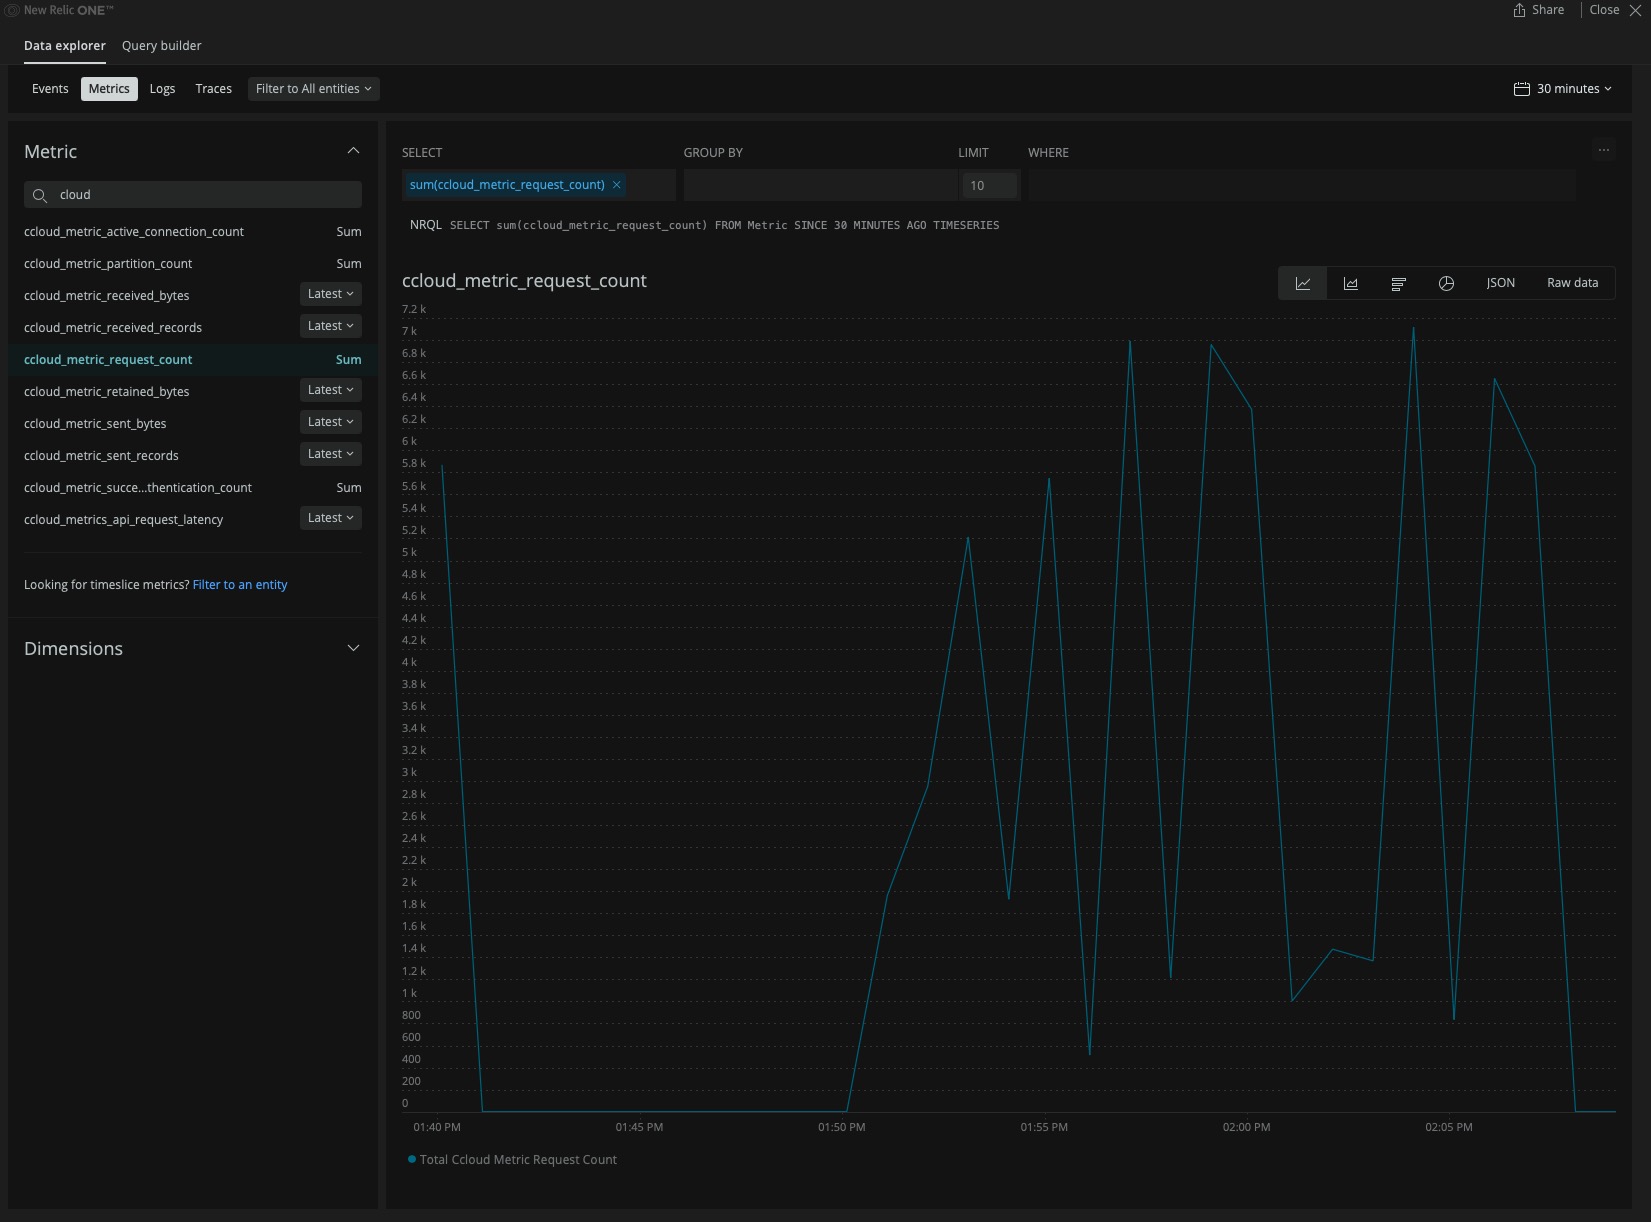 New Relic ONE™
Share
Close
Data explorer
Query builder
Events
Metrics
Logs
Traces
Filter to All entities
30 minutes
Metric
cloud
ccloud_metric_active_connection_count Sum
ccloud_metric_partition_count Sum
ccloud_metric_received_bytes Latest
ccloud_metric_received_records Latest
ccloud_metric_request_count Sum
ccloud_metric_retained_bytes Latest
ccloud_metric_sent_bytes Latest
ccloud_metric_sent_records Latest
ccloud_metric_succe...thentication_count Sum
ccloud_metrics_api_request_latency Latest
Looking for timeslice metrics? Filter to an entity
Dimensions
SELECT
GROUP BY
LIMIT
WHERE
...
sum(ccloud_metric_request_count) ×
10
NRQL SELECT sum(ccloud_metric_request_count) FROM Metric SINCE 30 MINUTES AGO TIMESERIES
ccloud_metric_request_count
JSON
Raw data
7.2 k
7 k
6.8 k
6.6 k
6.4 k
6.2 k
6 k
5.8 k
5.6 k
5.4 k
5.2 k
5 k
4.8 k
4.6 k
4.4 k
4.2 k
4 k
3.8 k
3.6 k
3.4 k
3.2 k
3 k
2.8 k
2.6 k
2.4 k
2.2 k
2 k
1.8 k
1.6 k
1.4 k
1.2 k
1 k
800
600
400
200
0
01:40 PM 01:45 PM 01:50 PM 01:55 PM 02:00 PM 02:05 PM
Total Ccloud Metric Request Count